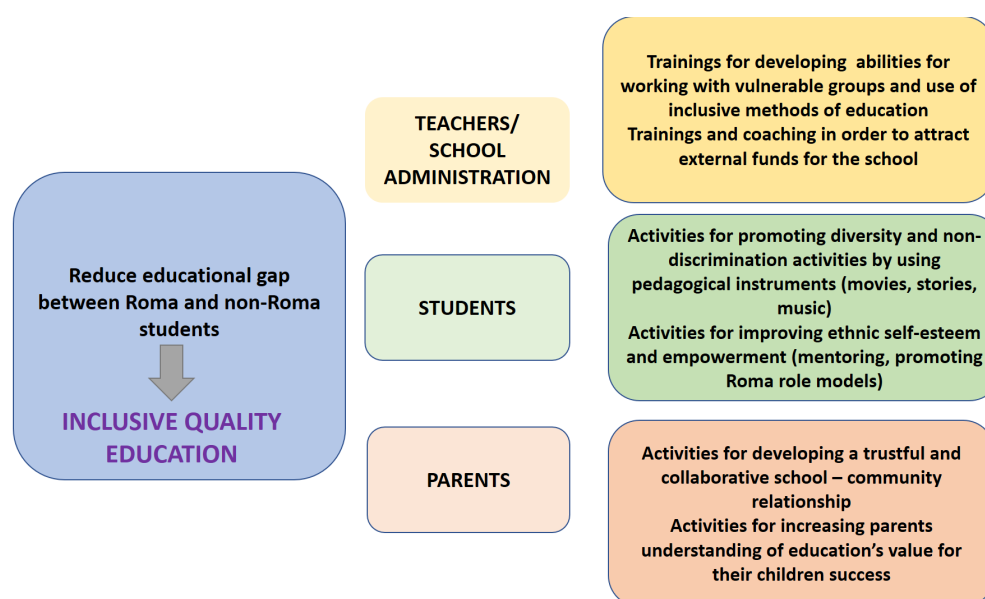 Reduce educational gap
between Roma and non-Roma
students
INCLUSIVE QUALITY
EDUCATION
TEACHERS/
SCHOOL
ADMINISTRATION
Trainings for developing abilities for
working with vulnerable groups and use of
inclusive methods of education
Trainings and coaching in order to attract
external funds for the school
STUDENTS
Activities for promoting diversity and non-
discrimination activities by using
pedagogical instruments (movies, stories,
music)
Activities for improving ethnic self-esteem
and empowerment (mentoring, promoting
Roma role models)
PARENTS
Activities for developing a trustful and
collaborative school – community
relationship
Activities for increasing parents
understanding of education’s value for
their children success